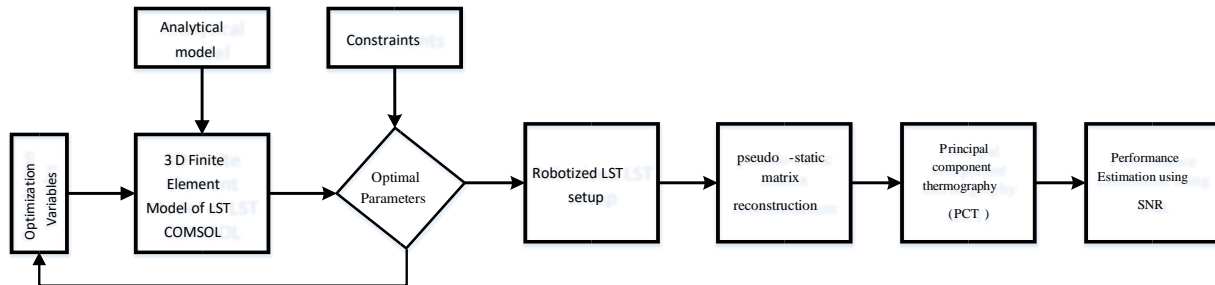 Analytical
model
Constraints
Optimization
Variables
3 D Finite
Element
Model of LST
COMSOL
Optimal
Parameters
Robotized LST
setup
pseudo -static
matrix
reconstruction
Principal
component
thermography
(PCT )
Performance
Estimation using
SNR